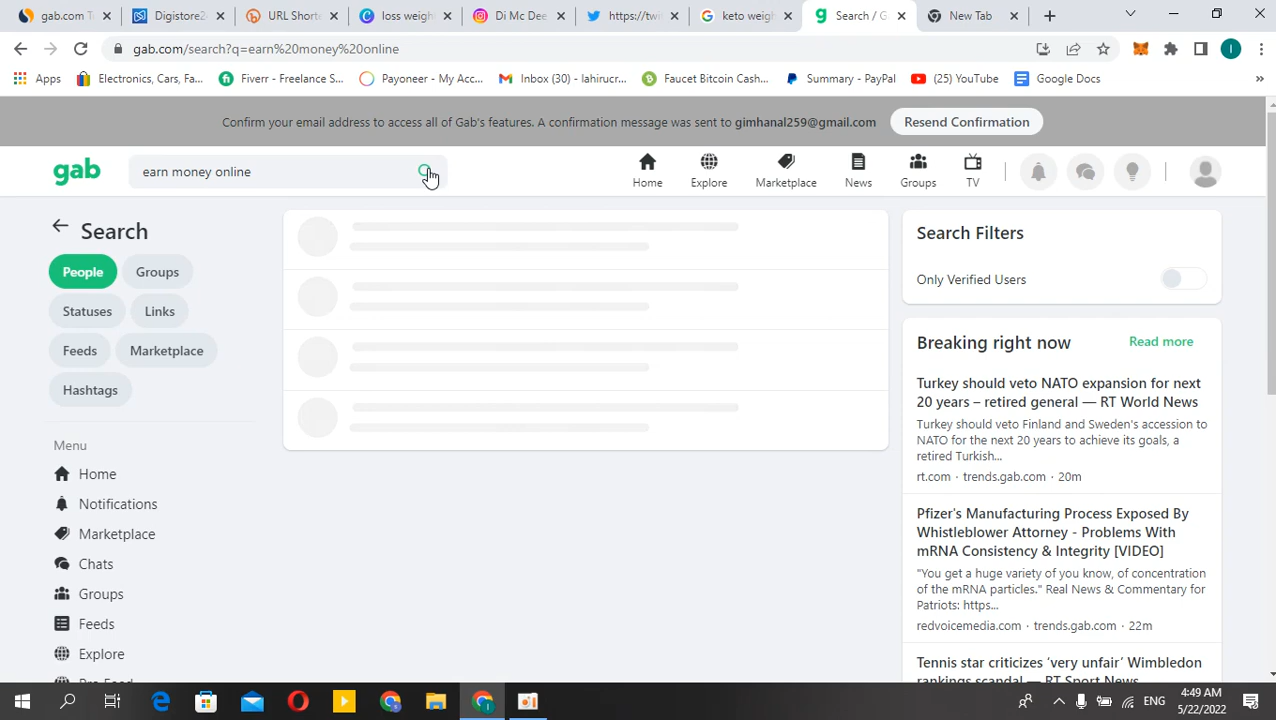 gab.com T
Digistore2
URL Shorte
loss weigh
Di Mc Dee
https://twi
keto weigh
Search / G
New Tab
gab.com/search?q=earn%20money%20online
Apps
Electronics, Cars, Fa...
Fiverr - Freelance S...
Payoneer - My Acc...
Inbox (30) - lahirucr...
Faucet Bitcoin Cash...
Summary - PayPal
(25) YouTube
Google Docs
Confirm your email address to access all of Gab's features. A confirmation message was sent to gimhanal259@gmail.com
Resend Confirmation
gab
earn money online
Home
Explore
Marketplace
News
Groups
TV
Search
People
Groups
Statuses
Links
Feeds
Marketplace
Hashtags
Menu
Home
Notifications
Marketplace
Chats
Groups
Feeds
Explore
Pro Feed
Search Filters
Only Verified Users
Breaking right now
Read more
Turkey should veto NATO expansion for next
20 years – retired general — RT World News
Turkey should veto Finland and Sweden's accession to
NATO for the next 20 years to achieve its goals, a
retired Turkish...
rt.com · trends.gab.com · 20m
Pfizer's Manufacturing Process Exposed By
Whistleblower Attorney - Problems With
mRNA Consistency & Integrity [VIDEO]
"You get a huge variety of you know, of concentration
of the mRNA particles." Real News & Commentary for
Patriots: https...
redvoicemedia.com · trends.gab.com · 22m
Tennis star criticizes ‘very unfair’ Wimbledon
rankings scandal — RT Sport News
ENG
4:49 AM
5/22/2022